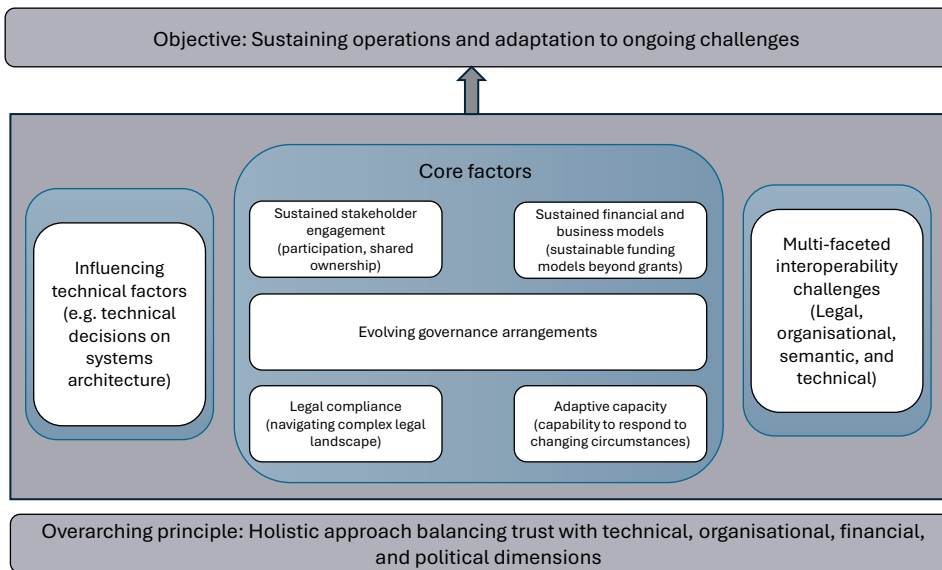 Objective: Sustaining operations and adaptation to ongoing challenges
Influencing
technical factors
(e.g. technical
decisions on
systems
architecture)
Core factors
Sustained stakeholder
engagement
(participation, shared
ownership)
Sustained financial and
business models
(sustainable funding
models beyond grants)
Evolving governance arrangements
Legal compliance
(navigating complex legal
landscape)
Adaptive capacity
(capability to respond to
changing circumstances)
Multi-faceted
interoperability
challenges
(Legal,
organisational,
semantic, and
technical)
Overarching principle: Holistic approach balancing trust with technical, organisational, financial,
and political dimensions